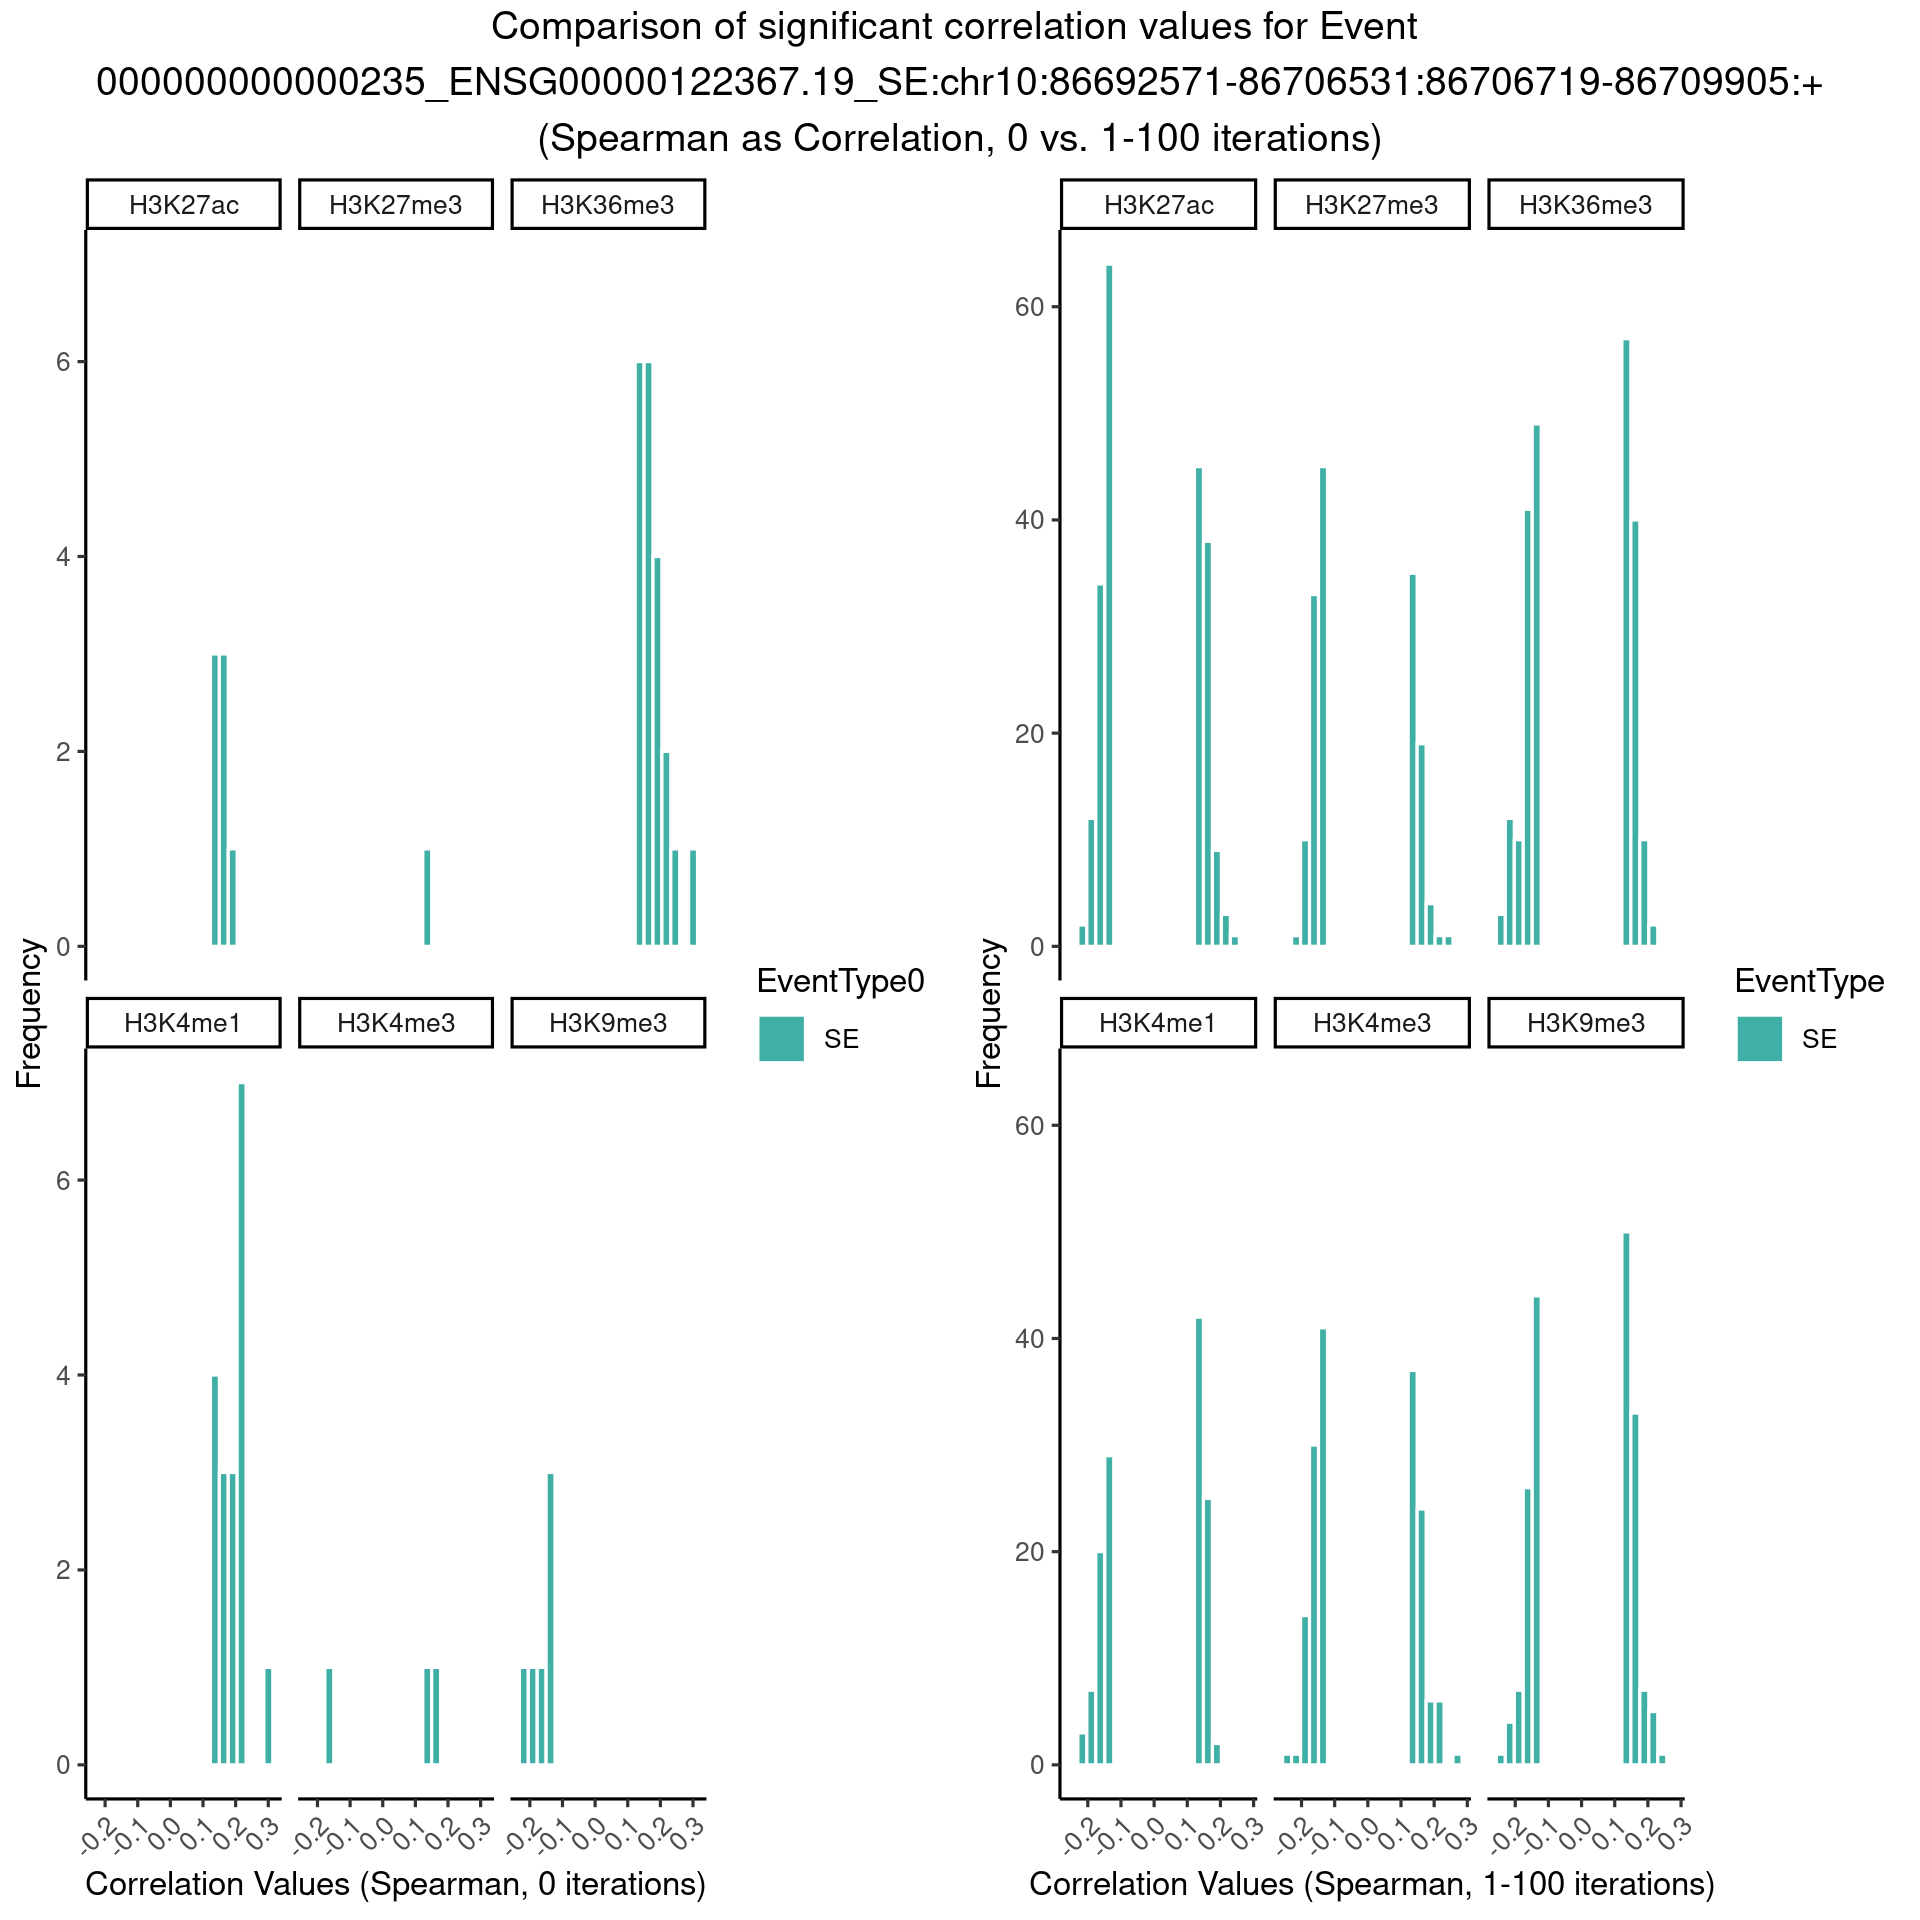 Comparison of significant correlation values for Event
000000000000235_ENSG00000122367.19_SE:chr10:86692571-86706531:86706719-86709905:+
(Spearman as Correlation, 0 vs. 1-100 iterations)
H3K27ac H3K27me3 H3K36me3
6
4
2
0
H3K4me1 H3K4me3 H3K9me3
6
4
2
0
Frequency
-0.2 -0.1 0.0 0.1 0.2 0.3 -0.2 -0.1 0.0 0.1 0.2 0.3 -0.2 -0.1 0.0 0.1 0.2 0.3
Correlation Values (Spearman, 0 iterations)
EventType0
SE
H3K27ac H3K27me3 H3K36me3
60
40
20
0
H3K4me1 H3K4me3 H3K9me3
60
40
20
0
Frequency
-0.2 -0.1 0.0 0.1 0.2 0.3 -0.2 -0.1 0.0 0.1 0.2 0.3 -0.2 -0.1 0.0 0.1 0.2 0.3
Correlation Values (Spearman, 1-100 iterations)
EventType
SE